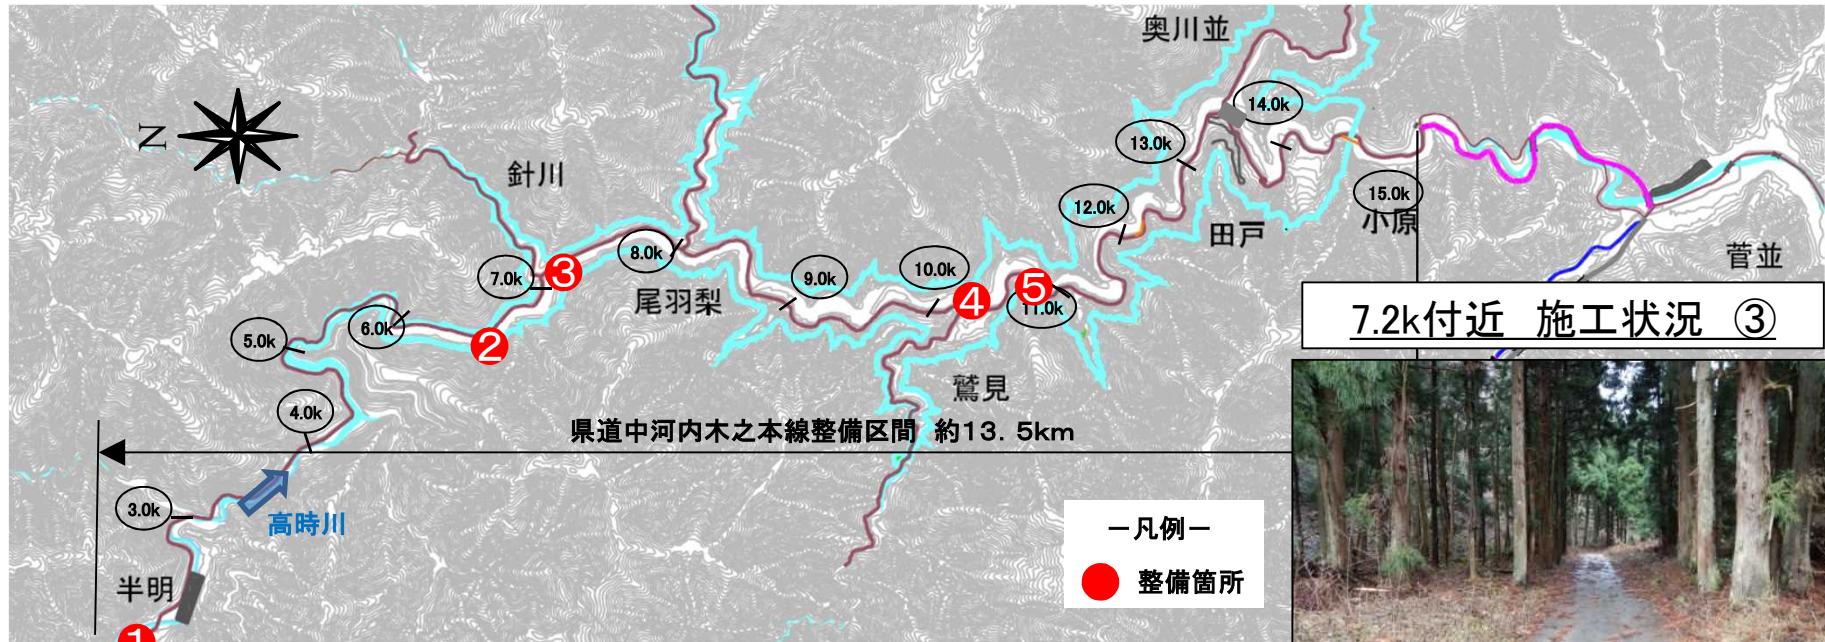 奥川並
14.0k
N
13.0k
針川
15.0k
12.0k
小原
田戸
8.0k
菅並
7.0k
③
9.0k
10.0k
尾羽梨
④
⑤
11.0k
7.2k付近 施工状況 ③
6.0k
5.0k
②
鷲見
4.0k
県道中河内木之本線整備区間 約13.5km
3.0k
高時川
－凡例－
整備箇所
半明
①